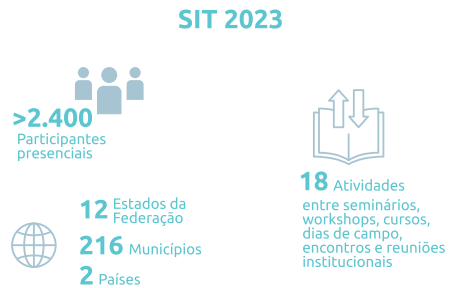 SIT 2023
>2.400
Participantes
presenciais
12 Estados da
Federação
216 Municípios
2 Países
18 Atividades
entre seminários,
workshops, cursos,
dias de campo,
encontros e reuniões
institucionais